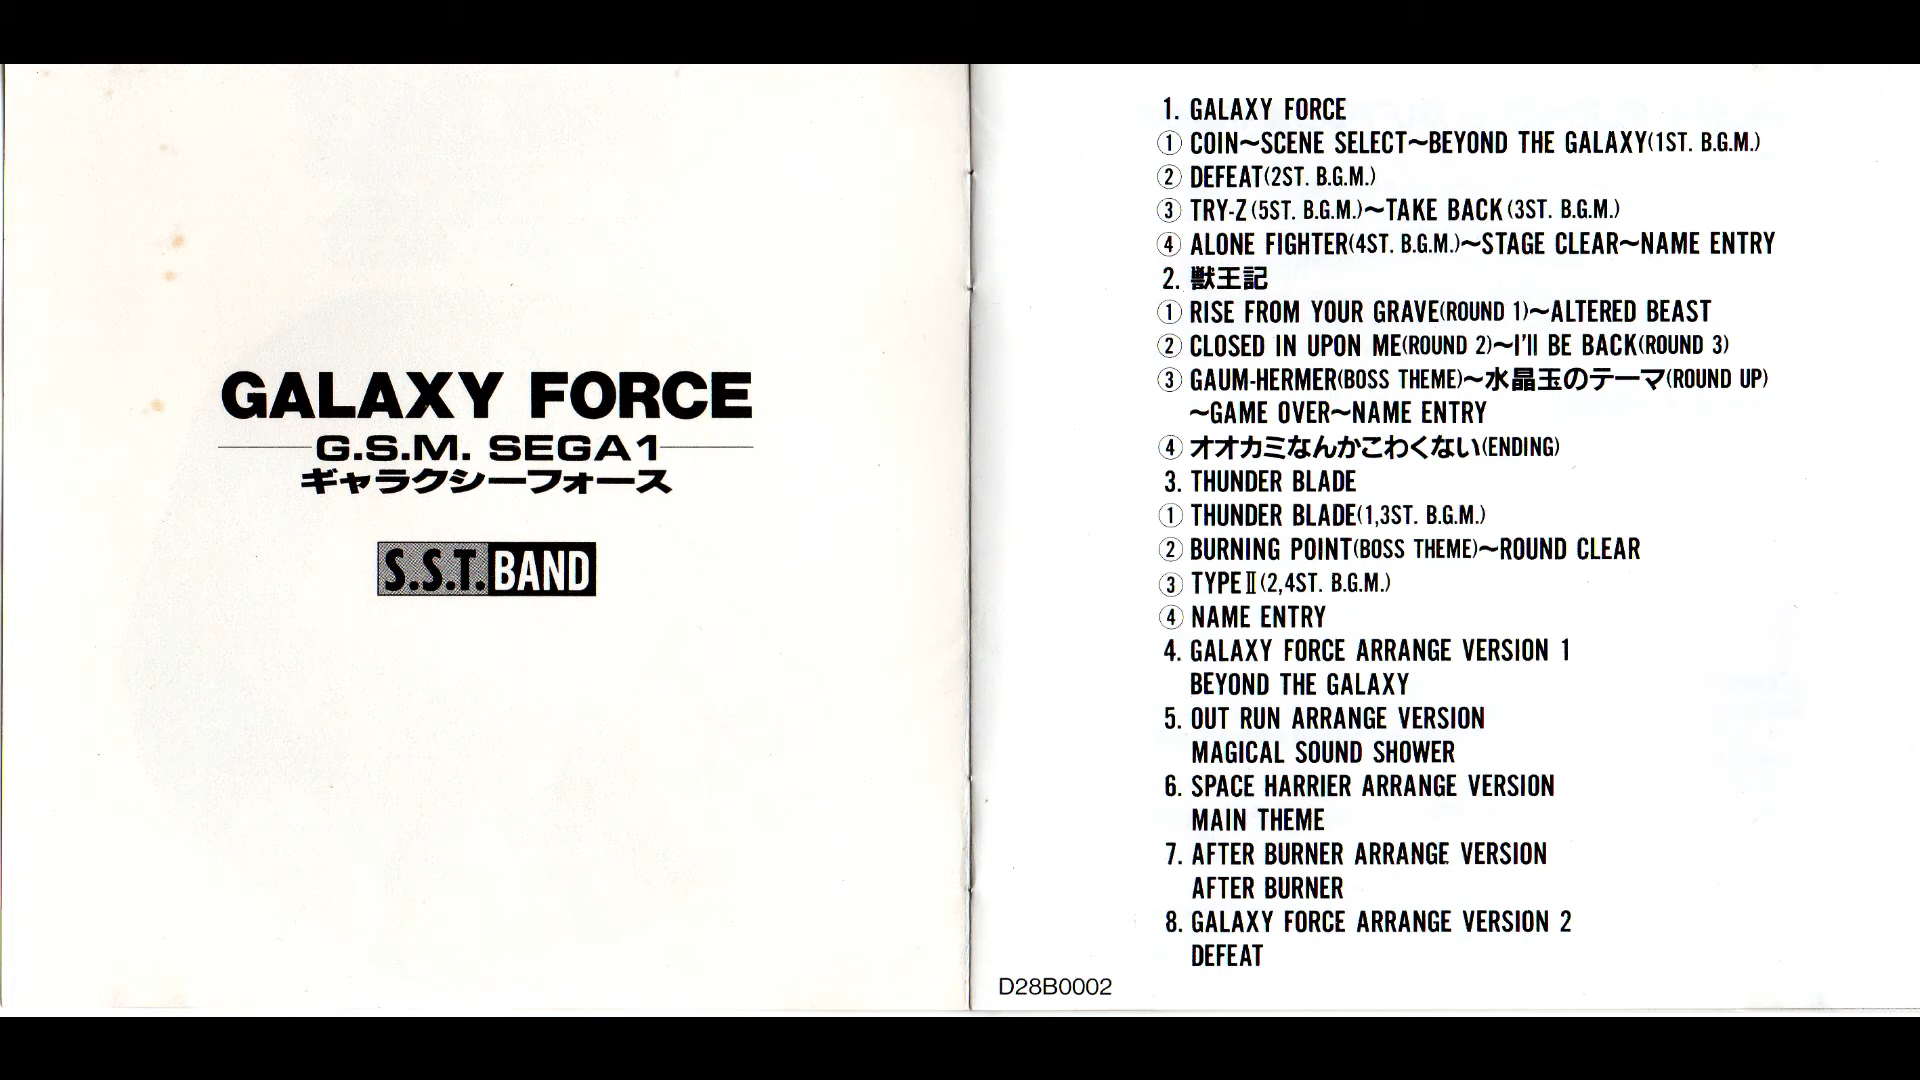 GALAXY FORCE
G.S.M. SEGA1
ギャラクシーフォース
S.S.T. BAND
1. GALAXY FORCE
① COIN～SCENE SELECT～BEYOND THE GALAXY(1ST. B.G.M.)
② DEFEAT(2ST. B.G.M.)
③ TRY-Z(5ST. B.G.M.)～TAKE BACK(3ST. B.G.M.)
④ ALONE FIGHTER(4ST. B.G.M.)～STAGE CLEAR～NAME ENTRY
2. 獣王記
① RISE FROM YOUR GRAVE(ROUND 1)～ALTERED BEAST
② CLOSED IN UPON ME(ROUND 2)～I'll BE BACK(ROUND 3)
③ GAUM-HERMER(BOSS THEME)～水晶玉のテーマ(ROUND UP)
～GAME OVER～NAME ENTRY
④ オオカミなんかこわくない(ENDING)
3. THUNDER BLADE
① THUNDER BLADE(1,3ST. B.G.M.)
② BURNING POINT(BOSS THEME)～ROUND CLEAR
③ TYPEⅡ(2,4ST. B.G.M.)
④ NAME ENTRY
4. GALAXY FORCE ARRANGE VERSION 1
BEYOND THE GALAXY
5. OUT RUN ARRANGE VERSION
MAGICAL SOUND SHOWER
6. SPACE HARRIER ARRANGE VERSION
MAIN THEME
7. AFTER BURNER ARRANGE VERSION
AFTER BURNER
8. GALAXY FORCE ARRANGE VERSION 2
DEFEAT
D28B0002